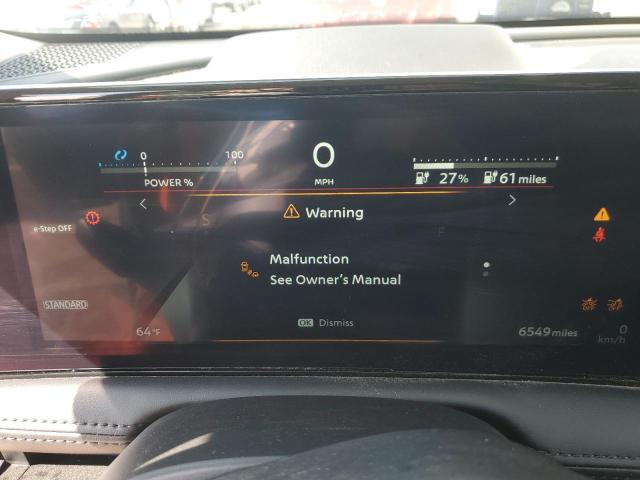 0
0 100
POWER %
MPH
27 %
61 miles
Warning
S
e-Step OFF
F
Malfunction
See Owner's Manual
STANDARD
64°F
OK Dismiss
6549 miles
0
km/h